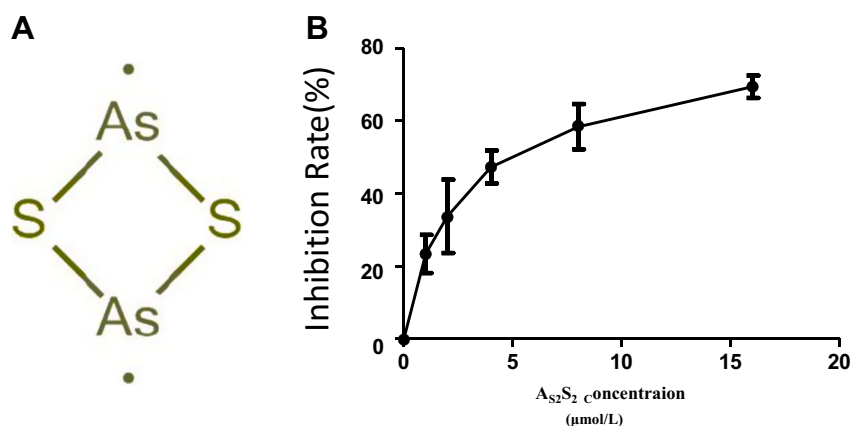 A
As
S S
As
B
Inhibition Rate(%)
80
60
40
20
0
0 5 10 15 20
AS2S2 Concentraion
(μmol/L)